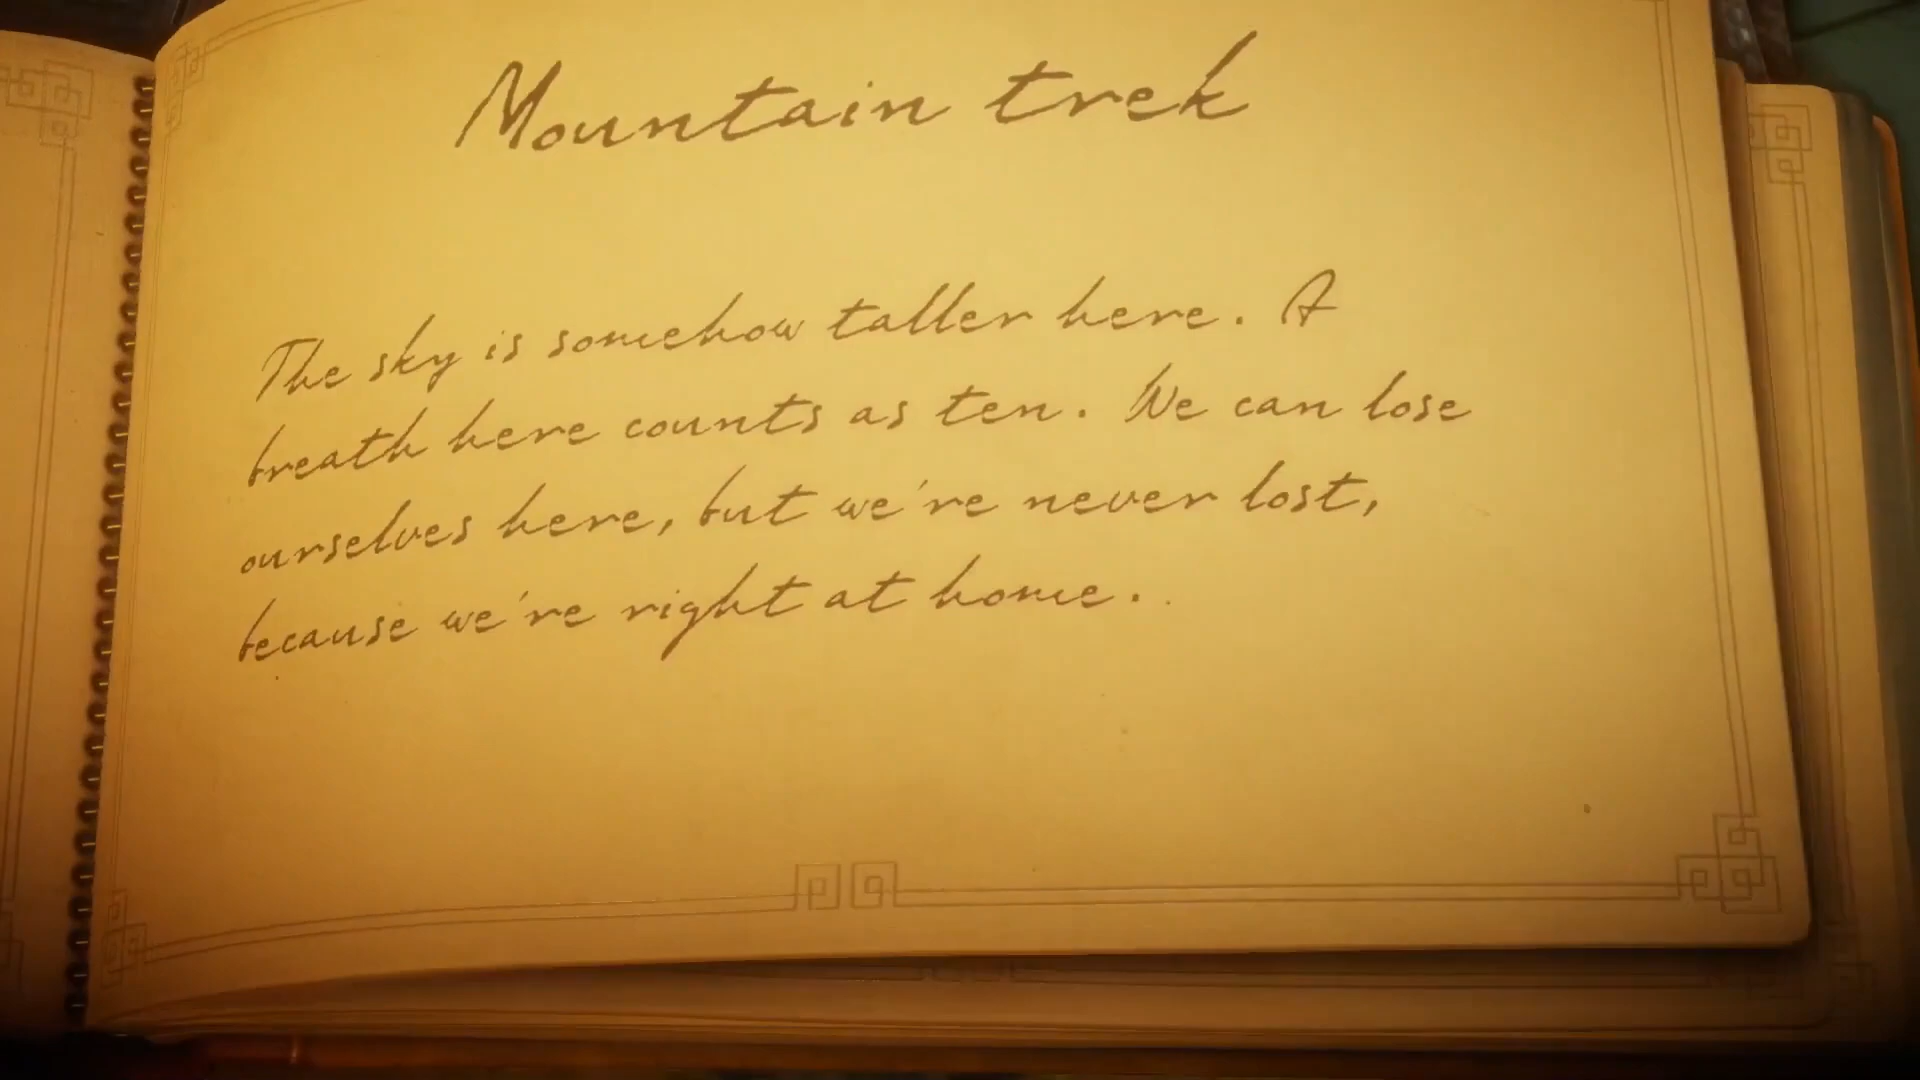 Mountain trek
The sky is somehow taller here. A
breath here counts as ten. We can lose
ourselves here, but we're never lost,
because we're right at home.